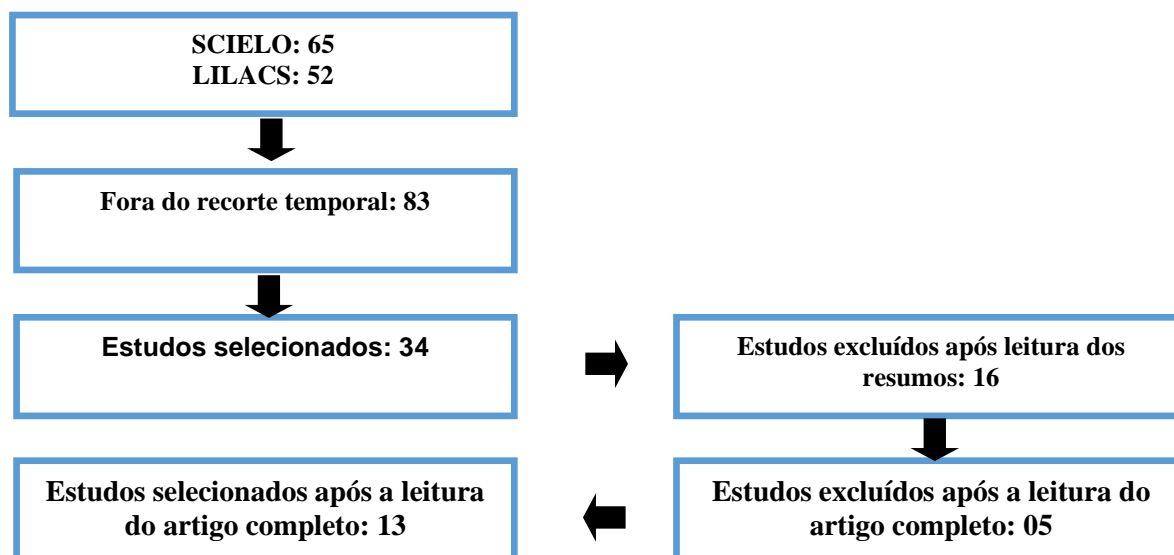 SCIELO: 65
LILACS: 52
Fora do recorte temporal: 83
Estudos selecionados: 34
Estudos excluídos após leitura dos
resumos: 16
Estudos excluídos após a leitura do
artigo completo: 05
Estudos selecionados após a leitura
do artigo completo: 13